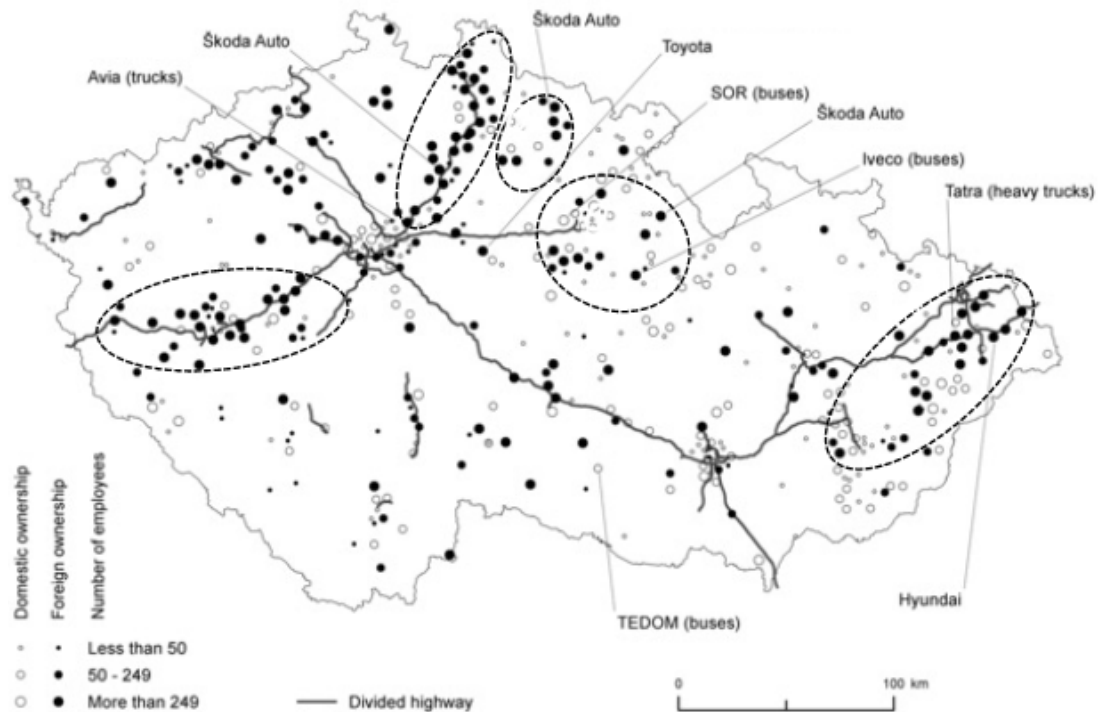 Škoda Auto
Škoda Auto
Toyota
Avia (trucks)
SOR (buses)
Škoda Auto
Iveco (buses)
Tatra (heavy trucks)
Hyundai
TEDOM (buses)
Domestic ownership
Foreign ownership
Number of employees
Less than 50
50 - 249
More than 249
Divided highway
0
100 km